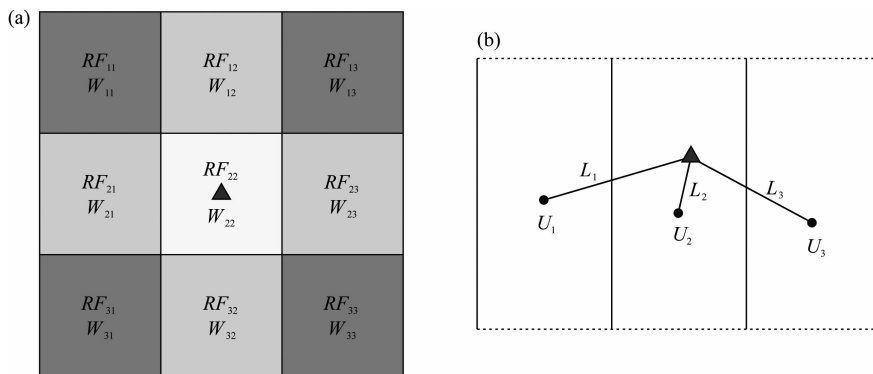 (a)
RF₁₁ RF₁₂ RF₁₃
W₁₁ W₁₂ W₁₃
RF₂₁ RF₂₂ RF₂₃
W₂₁ W₂₂ W₂₃
RF₃₁ RF₃₂ RF₃₃
W₃₁ W₃₂ W₃₃
(b)
L₁ L₂ L₃
U₁ U₂ U₃